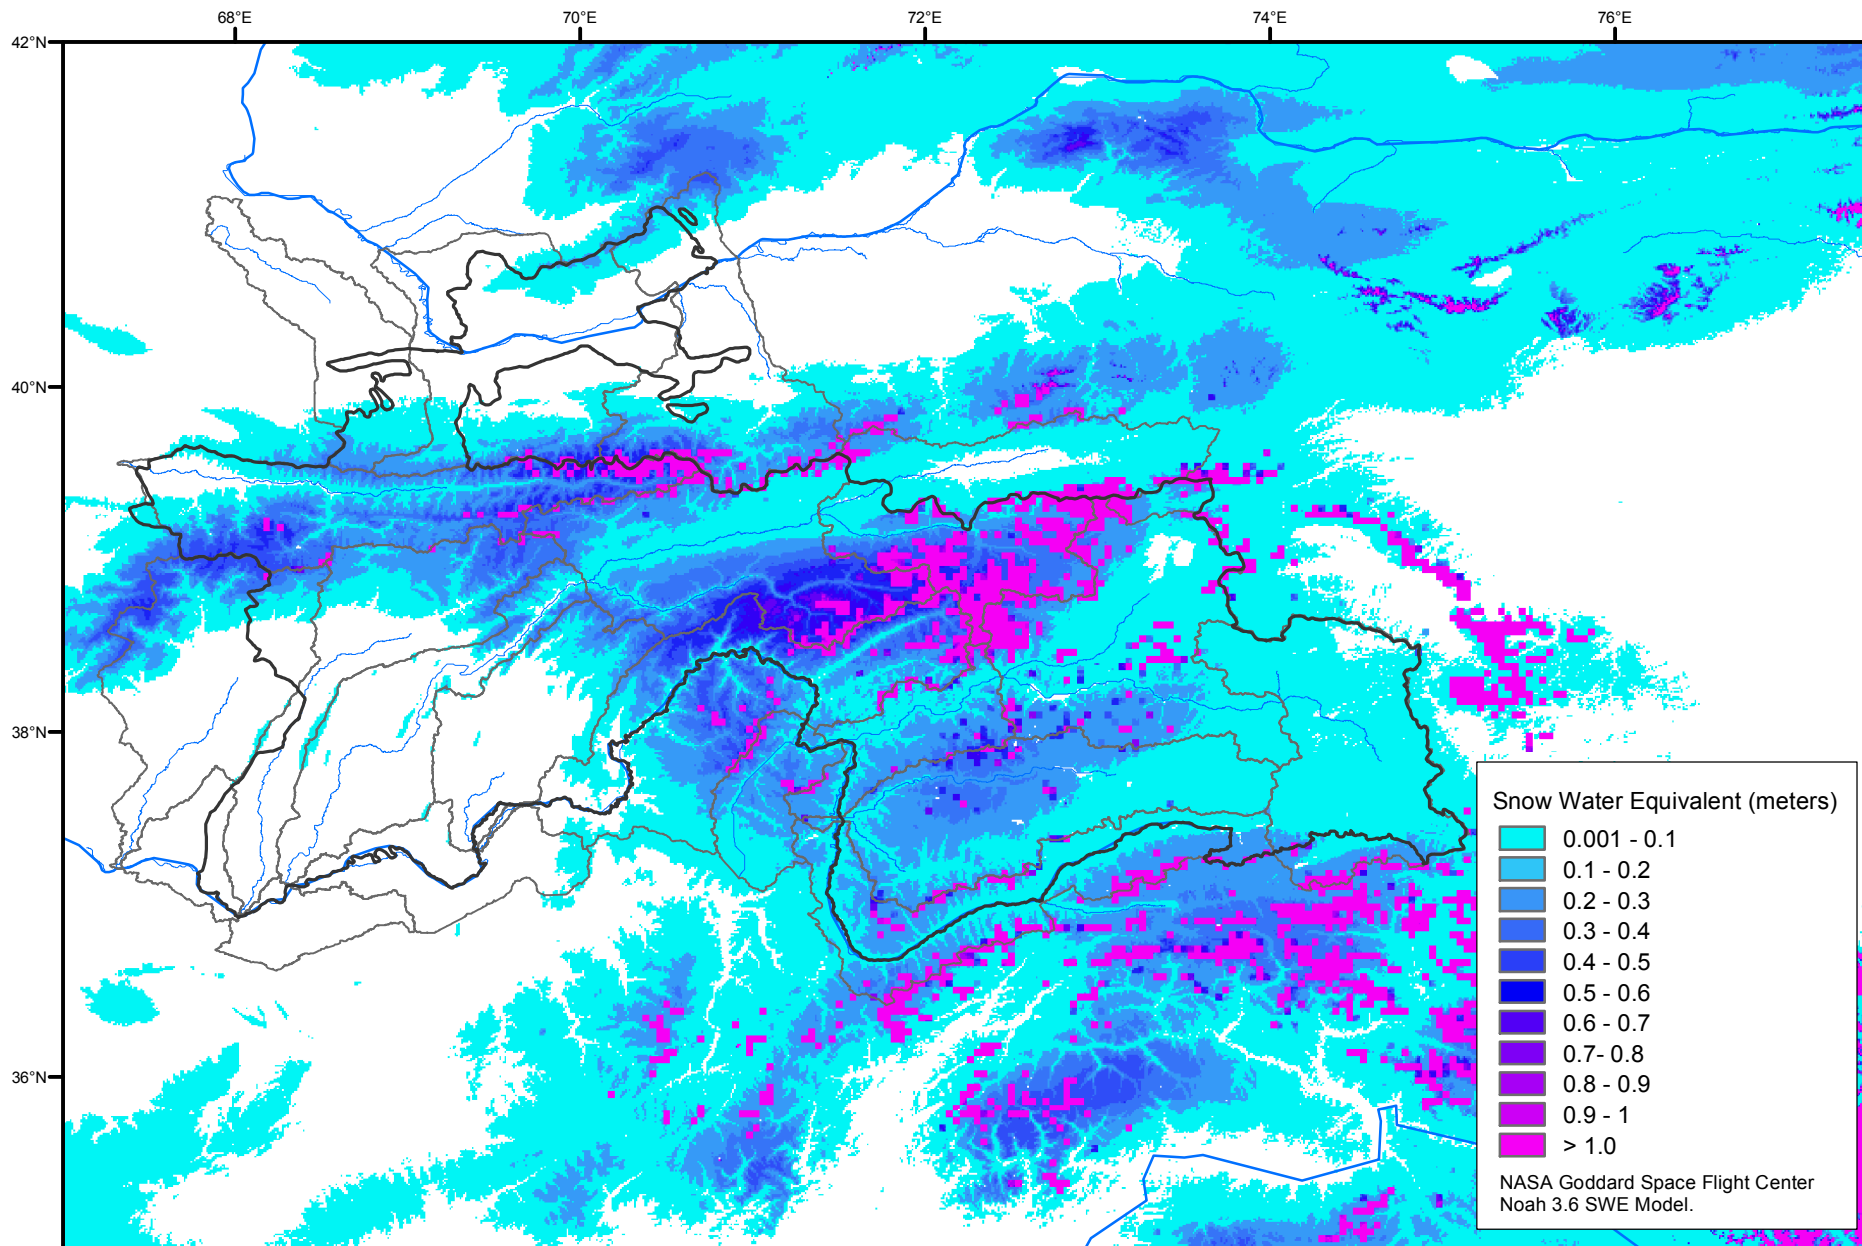 68°E
70°E
72°E
74°E
76°E
42°N
40°N
38°N
36°N
Snow Water Equivalent (meters)
0.001 - 0.1
0.1 - 0.2
0.2 - 0.3
0.3 - 0.4
0.4 - 0.5
0.5 - 0.6
0.6 - 0.7
0.7- 0.8
0.8 - 0.9
0.9 - 1
> 1.0
NASA Goddard Space Flight Center
Noah 3.6 SWE Model.